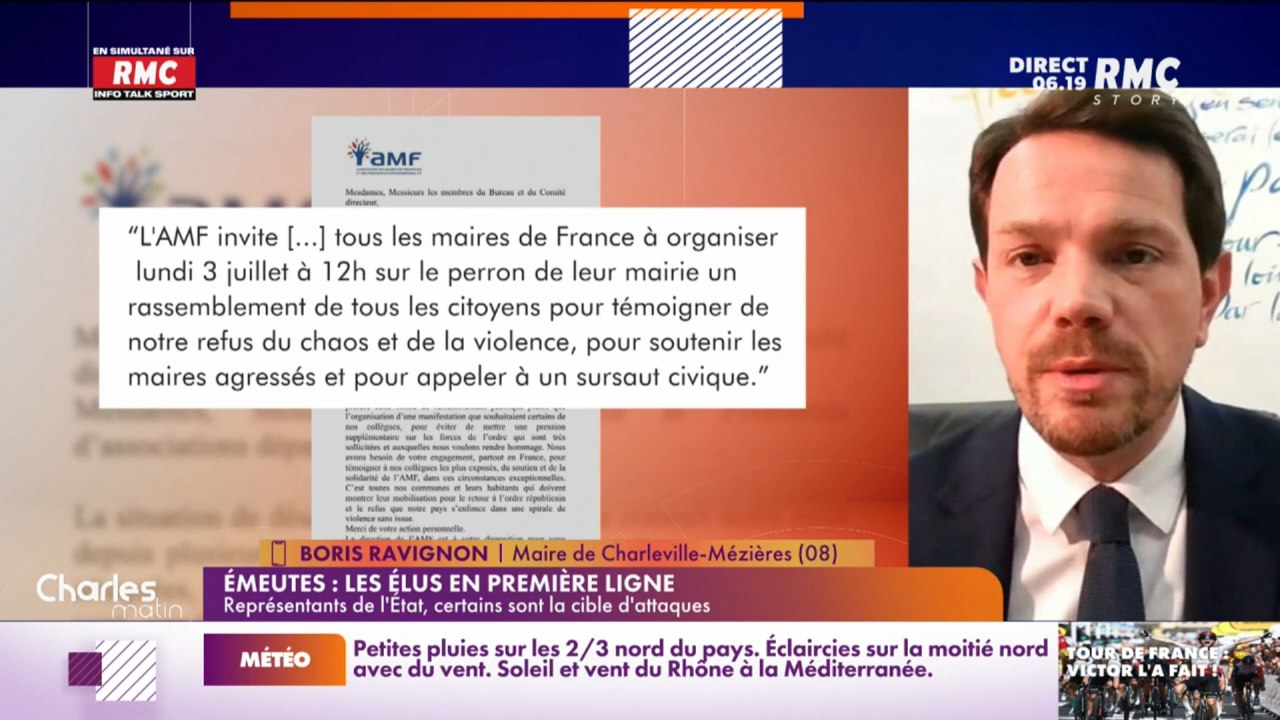 EN SIMULTANÉ SUR
RMC
INFO TALK SPORT
DIRECT
06.19
RMC
STORY
AMF
Mesdames, Messieurs les membres du Bureau et du Comité
directeur,
“L'AMF invite [...] tous les maires de France à organiser
lundi 3 juillet à 12h sur le perron de leur mairie un
rassemblement de tous les citoyens pour témoigner de
notre refus du chaos et de la violence, pour soutenir les
maires agressés et pour appeler à un sursaut civique.”
l'organisation d'une manifestation que souhaitaient certains de
nos collègues, pour éviter de mettre une pression
supplémentaire sur les forces de l'ordre qui sont très
sollicitées et auxquelles nous voulons rendre hommage. Nous
avons besoin de votre engagement, partout en France, pour
témoigner à nos collègues les plus exposés, du soutien et de la
solidarité de l'AMF, dans ces circonstances exceptionnelles.
C'est toutes nos communes et leurs habitants qui doivent
montrer leur mobilisation pour le retour à l'ordre républicain
et le refus que notre pays s'enfonce dans une spirale de
violence sans issue.
Merci de votre action personnelle.
BORIS RAVIGNON | Maire de Charleville-Mézières (08)
Charles
matin
ÉMEUTES : LES ÉLUS EN PREMIÈRE LIGNE
Représentants de l'État, certains sont la cible d'attaques
MÉTÉO
Petites pluies sur les 2/3 nord du pays. Éclaircies sur la moitié nord
avec du vent. Soleil et vent du Rhône à la Méditerranée.
TOUR DE FRANCE :
VICTOR L'A FAIT !